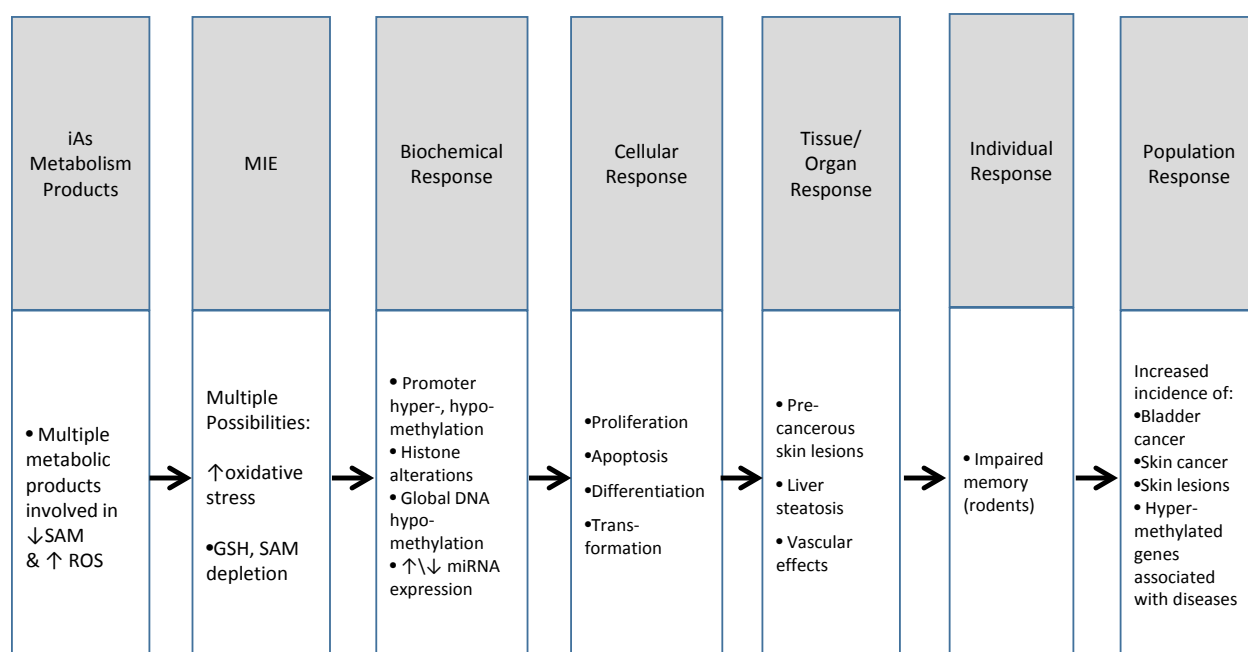 iAs
Metabolism
Products
MIE
Biochemical
Response
Cellular
Response
Tissue/
Organ
Response
Individual
Response
Population
Response
• Multiple
metabolic
products
involved in
↓SAM
& ↑ ROS
Multiple
Possibilities:
↑oxidative
stress
•GSH, SAM
depletion
• Promoter
hyper-, hypo-
methylation
• Histone
alterations
• Global DNA
hypo-
methylation
• ↑\↓ miRNA
expression
•Proliferation
•Apoptosis
•Differentiation
•Trans-
formation
• Pre-
cancerous
skin lesions
• Liver
steatosis
• Vascular
effects
• Impaired
memory
(rodents)
Increased
incidence of:
•Bladder
cancer
•Skin cancer
•Skin lesions
• Hyper-
methylated
genes
associated
with diseases